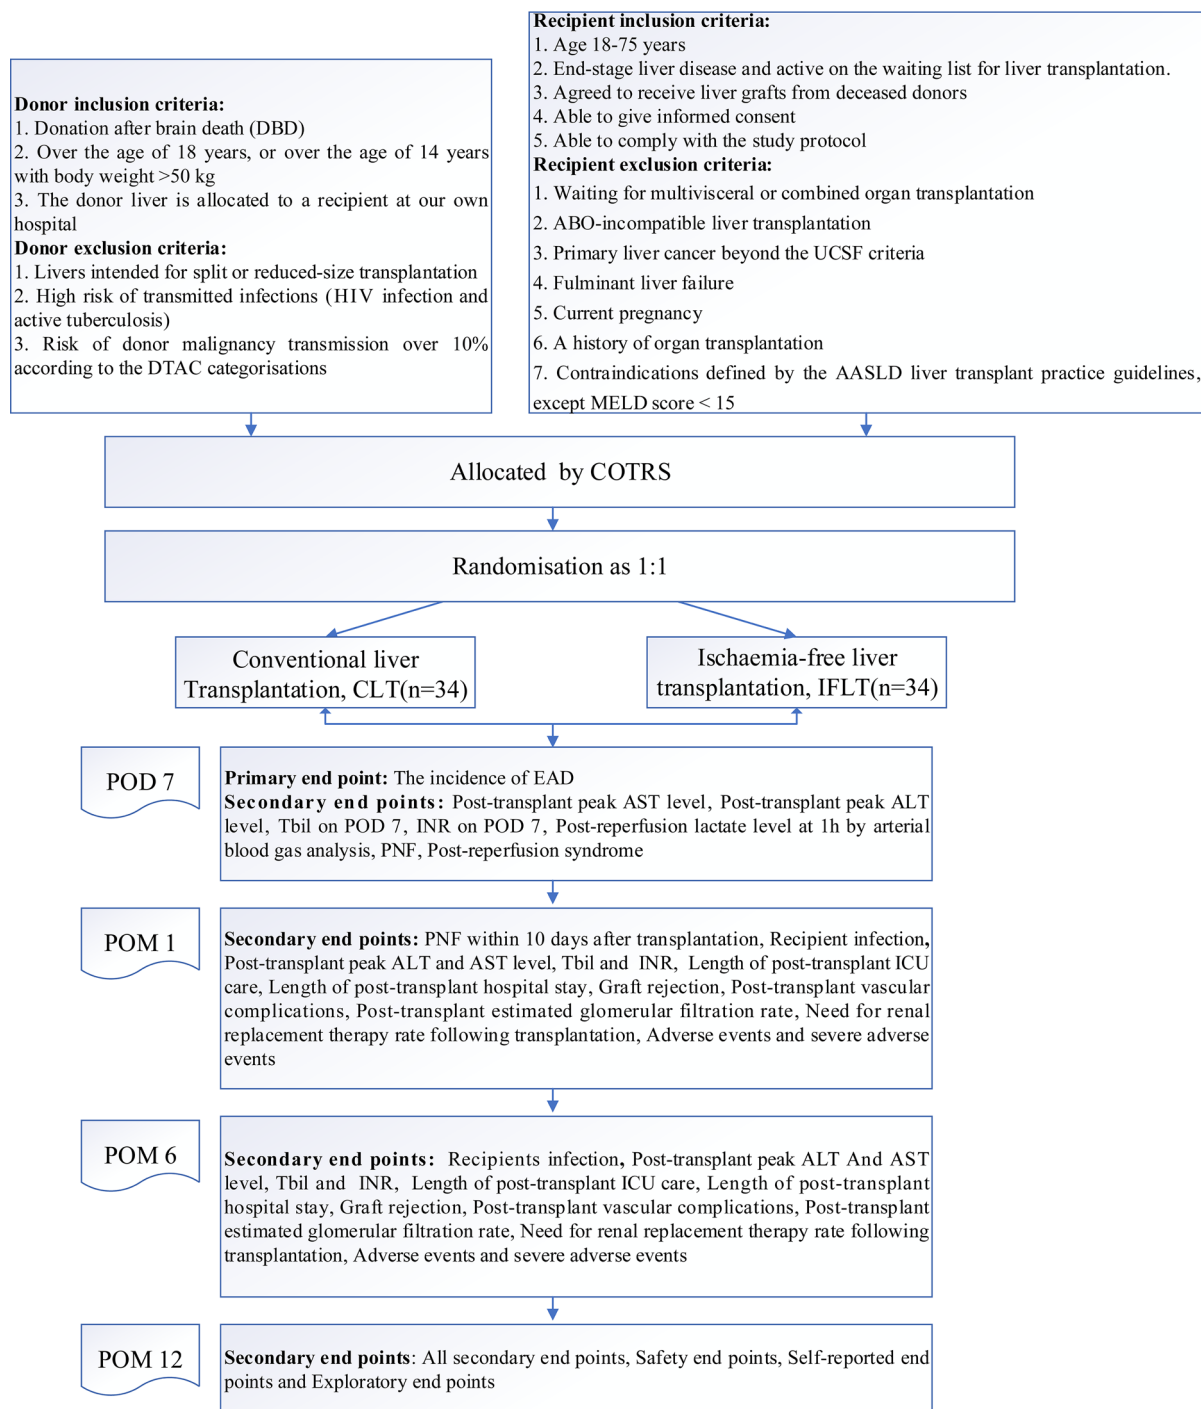 Donor inclusion criteria:
1. Donation after brain death (DBD)
2. Over the age of 18 years, or over the age of 14 years
with body weight >50 kg
3. The donor liver is allocated to a recipient at our own
hospital
Donor exclusion criteria:
1. Livers intended for split or reduced-size transplantation
2. High risk of transmitted infections (HIV infection and
active tuberculosis)
3. Risk of donor malignancy transmission over 10%
according to the DTAC categorisations
Recipient inclusion criteria:
1. Age 18-75 years
2. End-stage liver disease and active on the waiting list for liver transplantation.
3. Agreed to receive liver grafts from deceased donors
4. Able to give informed consent
5. Able to comply with the study protocol
Recipient exclusion criteria:
1. Waiting for multivisceral or combined organ transplantation
2. ABO-incompatible liver transplantation
3. Primary liver cancer beyond the UCSF criteria
4. Fulminant liver failure
5. Current pregnancy
6. A history of organ transplantation
7. Contraindications defined by the AASLD liver transplant practice guidelines,
except MELD score < 15
Allocated by COTRS
Randomisation as 1:1
Conventional liver
Transplantation, CLT(n=34)
Ischaemia-free liver
transplantation, IFLT(n=34)
POD 7
Primary end point: The incidence of EAD
Secondary end points: Post-transplant peak AST level, Post-transplant peak ALT
level, Tbil on POD 7, INR on POD 7, Post-reperfusion lactate level at 1h by arterial
blood gas analysis, PNF, Post-reperfusion syndrome
POM 1
Secondary end points: PNF within 10 days after transplantation, Recipient infection,
Post-transplant peak ALT and AST level, Tbil and INR, Length of post-transplant ICU
care, Length of post-transplant hospital stay, Graft rejection, Post-transplant vascular
complications, Post-transplant estimated glomerular filtration rate, Need for renal
replacement therapy rate following transplantation, Adverse events and severe adverse
events
POM 6
Secondary end points: Recipients infection, Post-transplant peak ALT And AST
level, Tbil and INR, Length of post-transplant ICU care, Length of post-transplant
hospital stay, Graft rejection, Post-transplant vascular complications, Post-transplant
estimated glomerular filtration rate, Need for renal replacement therapy rate following
transplantation, Adverse events and severe adverse events
POM 12
Secondary end points: All secondary end points, Safety end points, Self-reported end
points and Exploratory end points